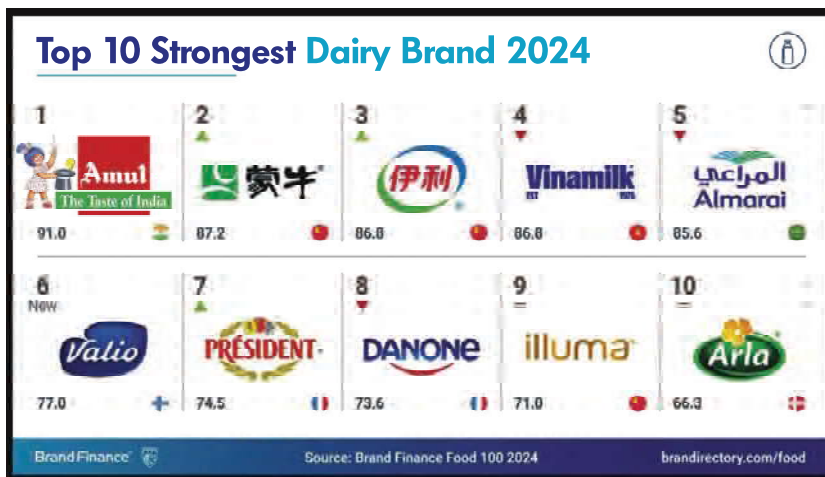 Top 10 Strongest Dairy Brand 2024
1
Amul
The Taste of India
91.0
2
蒙牛
87.2
3
伊利
86.8
4
Vinamilk
86.8
5
المراعي
Almarai
85.6
6
New
Valio
77.0
7
PRÉSIDENT
74.5
8
DANONE
73.6
9
illuma
71.0
10
Arla
66.3
Brand Finance
Source: Brand Finance Food 100 2024
brandirectory.com/food